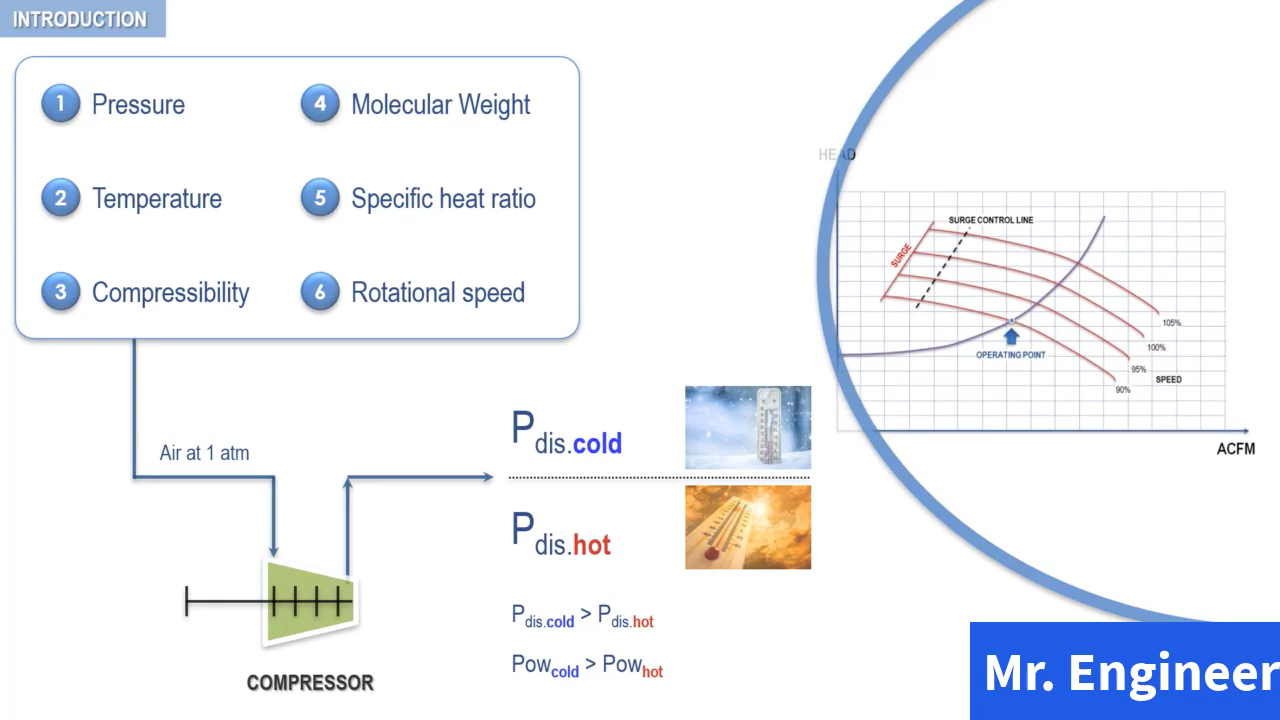 INTRODUCTION
1 Pressure
4 Molecular Weight
2 Temperature
5 Specific heat ratio
3 Compressibility
6 Rotational speed
HEAD
SURGE CONTROL LINE
SURGE
105%
100%
95%
90%
SPEED
OPERATING POINT
ACFM
Air at 1 atm
Pdis.cold
Pdis.hot
Pdis.cold > Pdis.hot
Powcold > Powhot
COMPRESSOR
Mr. Engineer